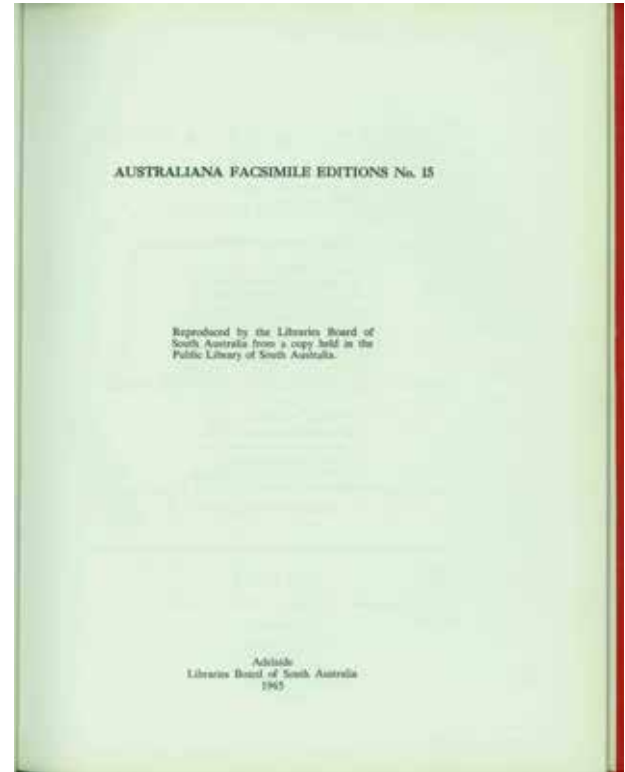 AUSTRALIANA FACSIMILE EDITIONS No. 15
Reproduced by the Libraries Board of
South Australia from a copy held in the
Public Library of South Australia.
Adelaide
Libraries Board of South Australia
1965